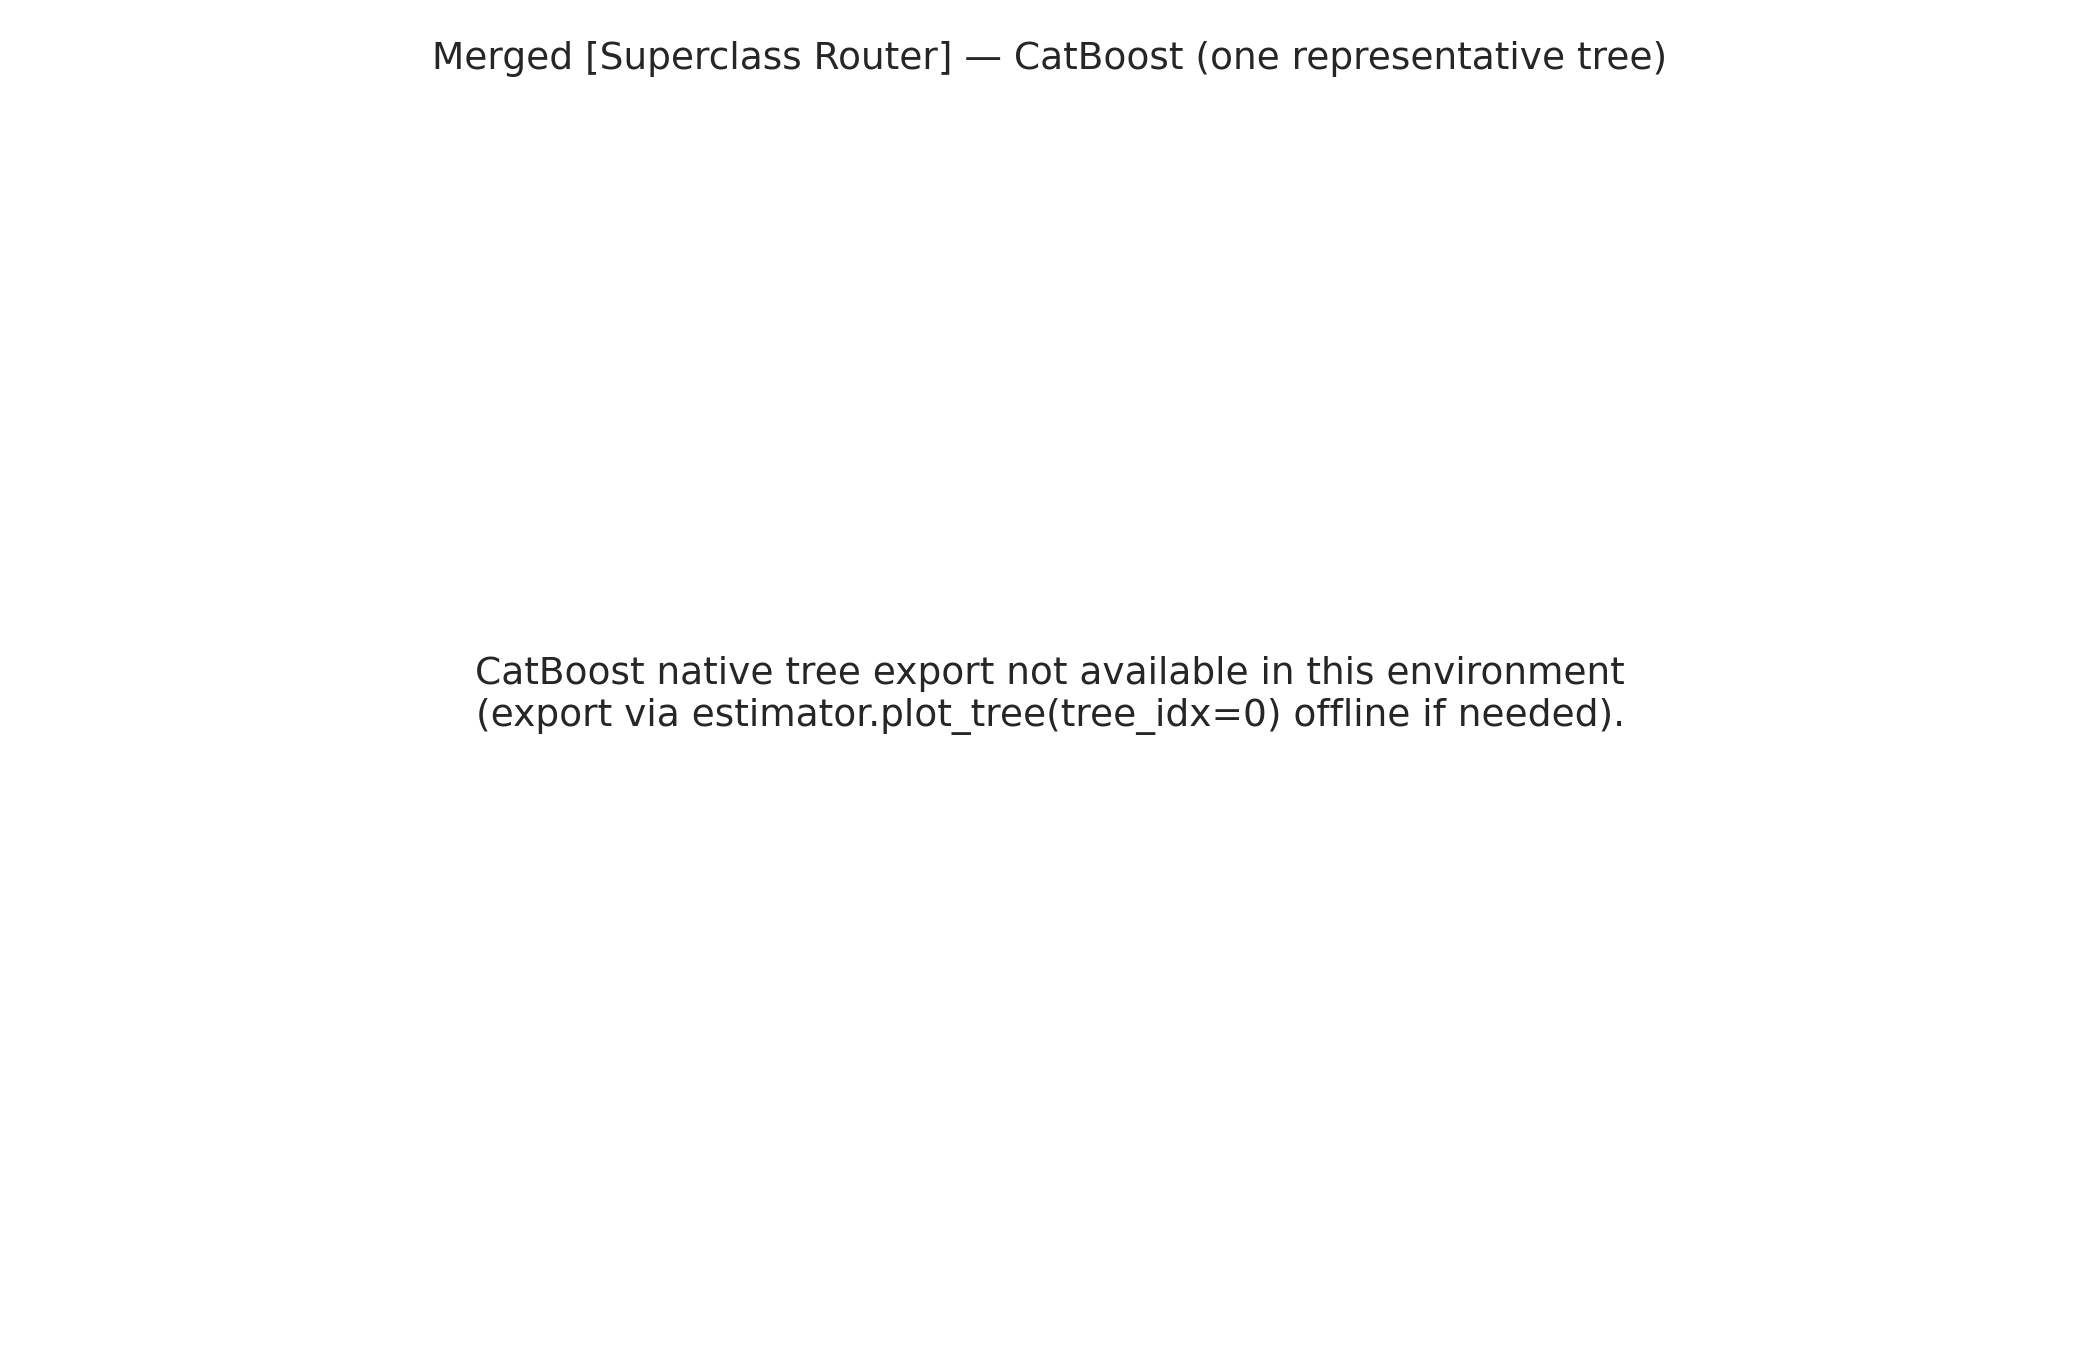 Merged [Superclass Router] — CatBoost (one representative tree)
CatBoost native tree export not available in this environment
(export via estimator.plot_tree(tree_idx=0) offline if needed).